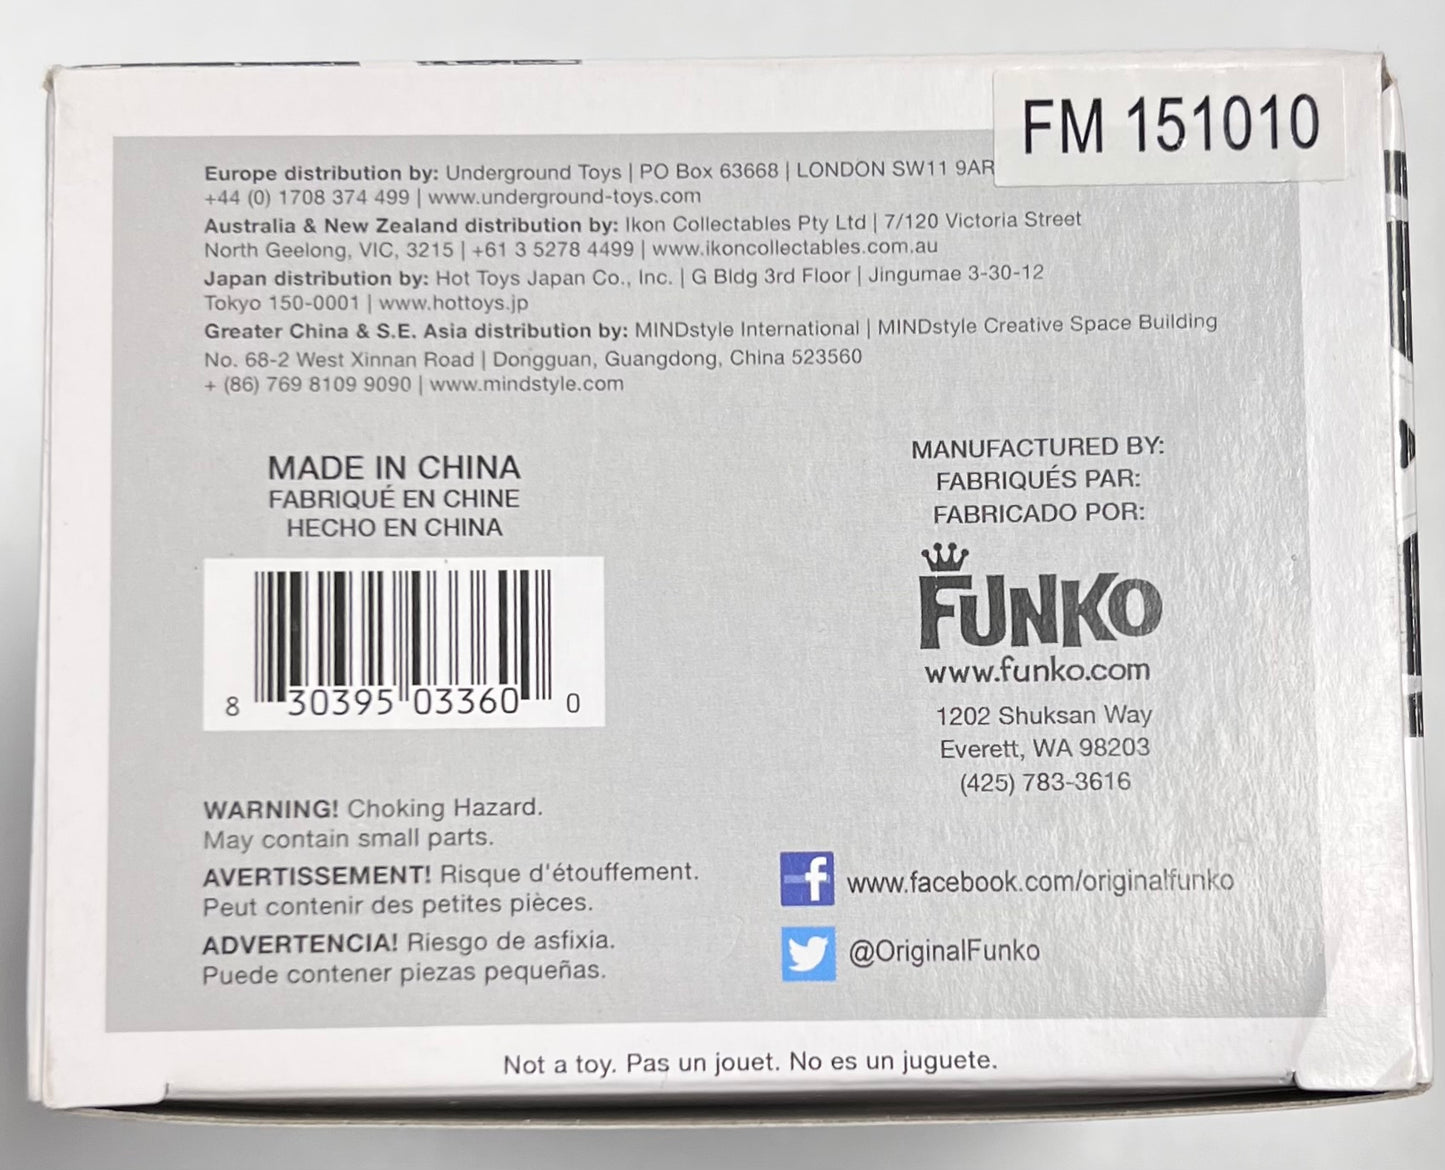 FM 151010
Europe distribution by: Underground Toys | PO Box 63668 | LONDON SW11 9AR
+44 (0) 1708 374 499 | www.underground-toys.com
Australia & New Zealand distribution by: Ikon Collectables Pty Ltd | 7/120 Victoria Street
North Geelong, VIC, 3215 | +61 3 5278 4499 | www.ikoncollectables.com.au
Japan distribution by: Hot Toys Japan Co., Inc. | G Bldg 3rd Floor | Jingumae 3-30-12
Tokyo 150-0001 | www.hottoys.jp
Greater China & S.E. Asia distribution by: MINDstyle International | MINDstyle Creative Space Building
No. 68-2 West Xinnan Road | Dongguan, Guangdong, China 523560
+ (86) 769 8109 9090 | www.mindstyle.com
MADE IN CHINA
FABRIQUÉ EN CHINE
HECHO EN CHINA
8 30395 03360 0
MANUFACTURED BY:
FABRIQUÉS PAR:
FABRICADO POR:
FUNKO
www.funko.com
1202 Shuksan Way
Everett, WA 98203
(425) 783-3616
WARNING! Choking Hazard.
May contain small parts.
AVERTISSEMENT! Risque d'étouffement.
Peut contenir des petites pièces.
ADVERTENCIA! Riesgo de asfixia.
Puede contener piezas pequeñas.
f www.facebook.com/originalfunko
@OriginalFunko
Not a toy. Pas un jouet. No es un juguete.